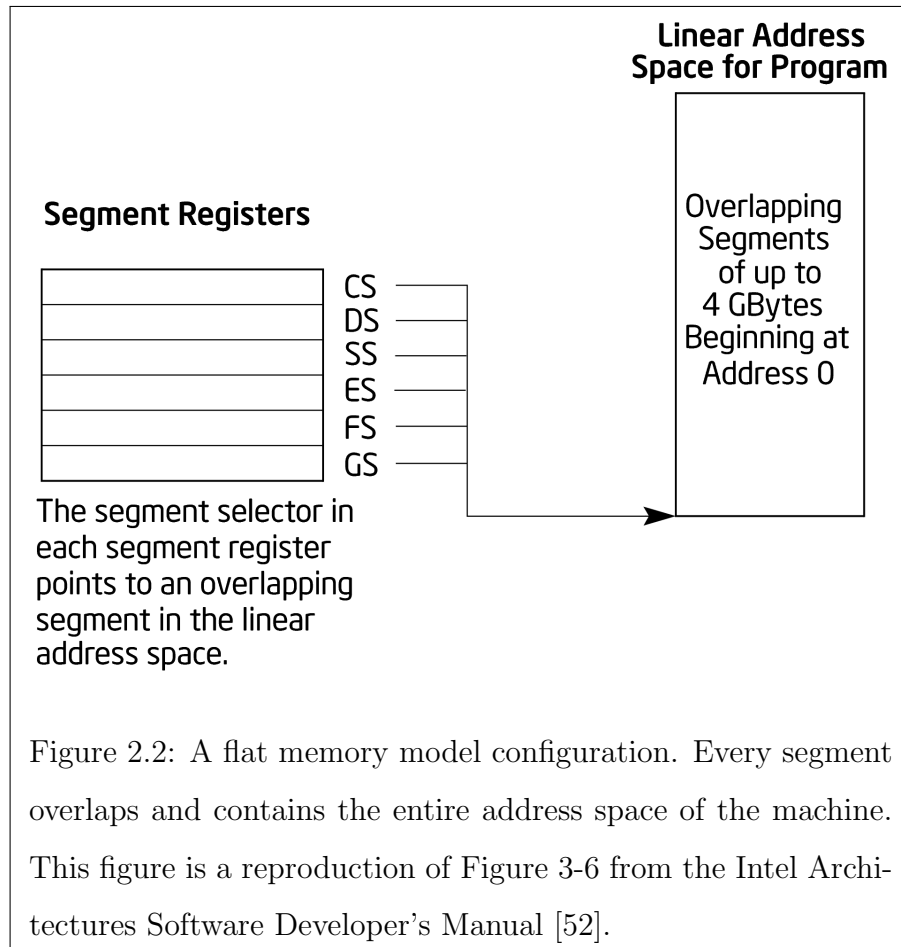 Linear Address
Space for Program
Overlapping
Segments
of up to
4 GBytes
Beginning at
Address 0
Segment Registers
CS
DS
SS
ES
FS
GS
The segment selector in
each segment register
points to an overlapping
segment in the linear
address space.
Figure 2.2: A flat memory model configuration. Every segment
overlaps and contains the entire address space of the machine.
This figure is a reproduction of Figure 3-6 from the Intel Archi-
tectures Software Developer's Manual [52].